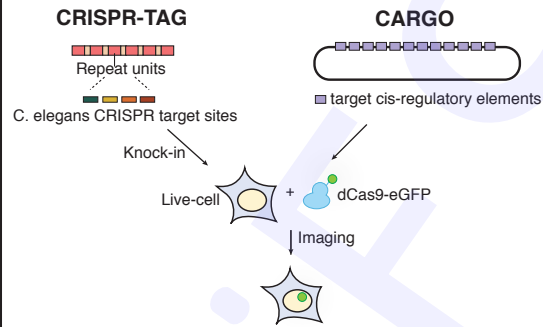 CRISPR-TAG
CARGO
Repeat units
C. elegans CRISPR target sites
target cis-regulatory elements
Knock-in
Live-cell
+
dCas9-eGFP
Imaging